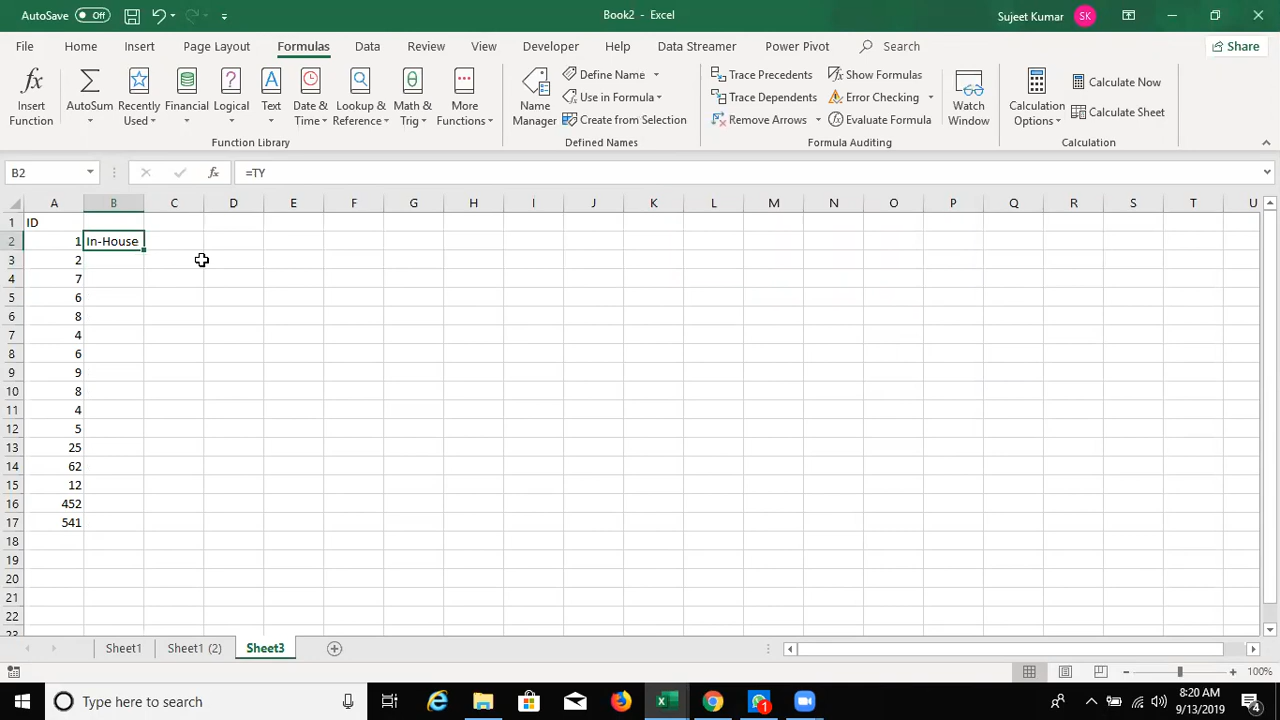 AutoSave Off Book2 - Excel Sujeet Kumar SK
File Home Insert Page Layout Formulas Data Review View Developer Help Data Streamer Power Pivot Search Share
Insert Function AutoSum Recently Used Financial Logical Text Date & Time Lookup & Reference Math & Trig More Functions
Function Library
Name Manager Define Name Use in Formula Create from Selection
Defined Names
Trace Precedents Trace Dependents Remove Arrows Show Formulas Error Checking Evaluate Formula Watch Window
Formula Auditing
Calculation Options Calculate Now Calculate Sheet
Calculation
B2 fx =TY
A B C D E F G H I J K L M N O P Q R S T U
1 ID
2 1 In-House
3 2
4 7
5 6
6 8
7 4
8 6
9 9
10 8
11 4
12 5
13 25
14 62
15 12
16 452
17 541
18
19
20
21
22
23
Sheet1 Sheet1 (2) Sheet3
100%
Type here to search 1 8:20 AM
9/13/2019 4